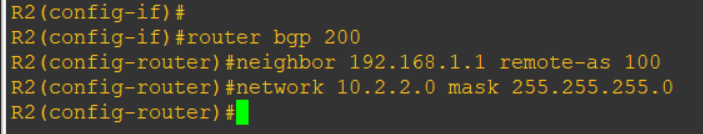 R2(config-if)#
R2(config-if)#router bgp 200
R2(config-router)#neighbor 192.168.1.1 remote-as 100
R2(config-router)#network 10.2.2.0 mask 255.255.255.0
R2(config-router)#